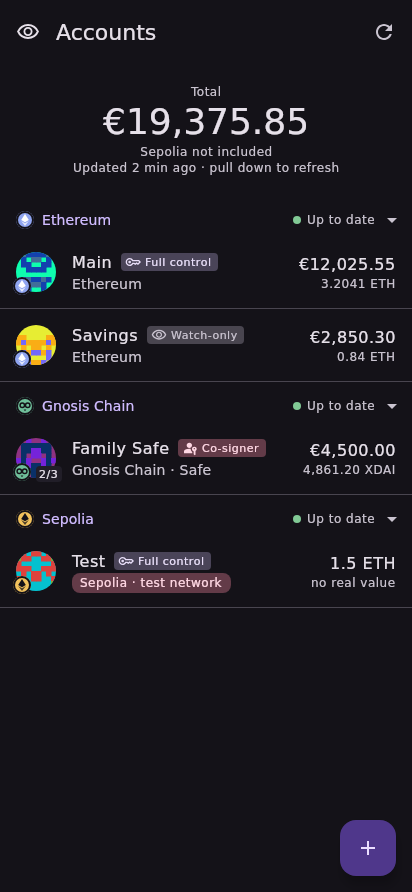 Accounts
Total
€19,375.85
Sepolia not included
Updated 2 min ago · pull down to refresh
Ethereum
Up to date
Main
Full control
€12,025.55
Ethereum
3.2041 ETH
Savings
Watch-only
€2,850.30
Ethereum
0.84 ETH
Gnosis Chain
Up to date
Family Safe
Co-signer
€4,500.00
2/3
Gnosis Chain · Safe
4,861.20 XDAI
Sepolia
Up to date
Test
Full control
1.5 ETH
Sepolia · test network
no real value